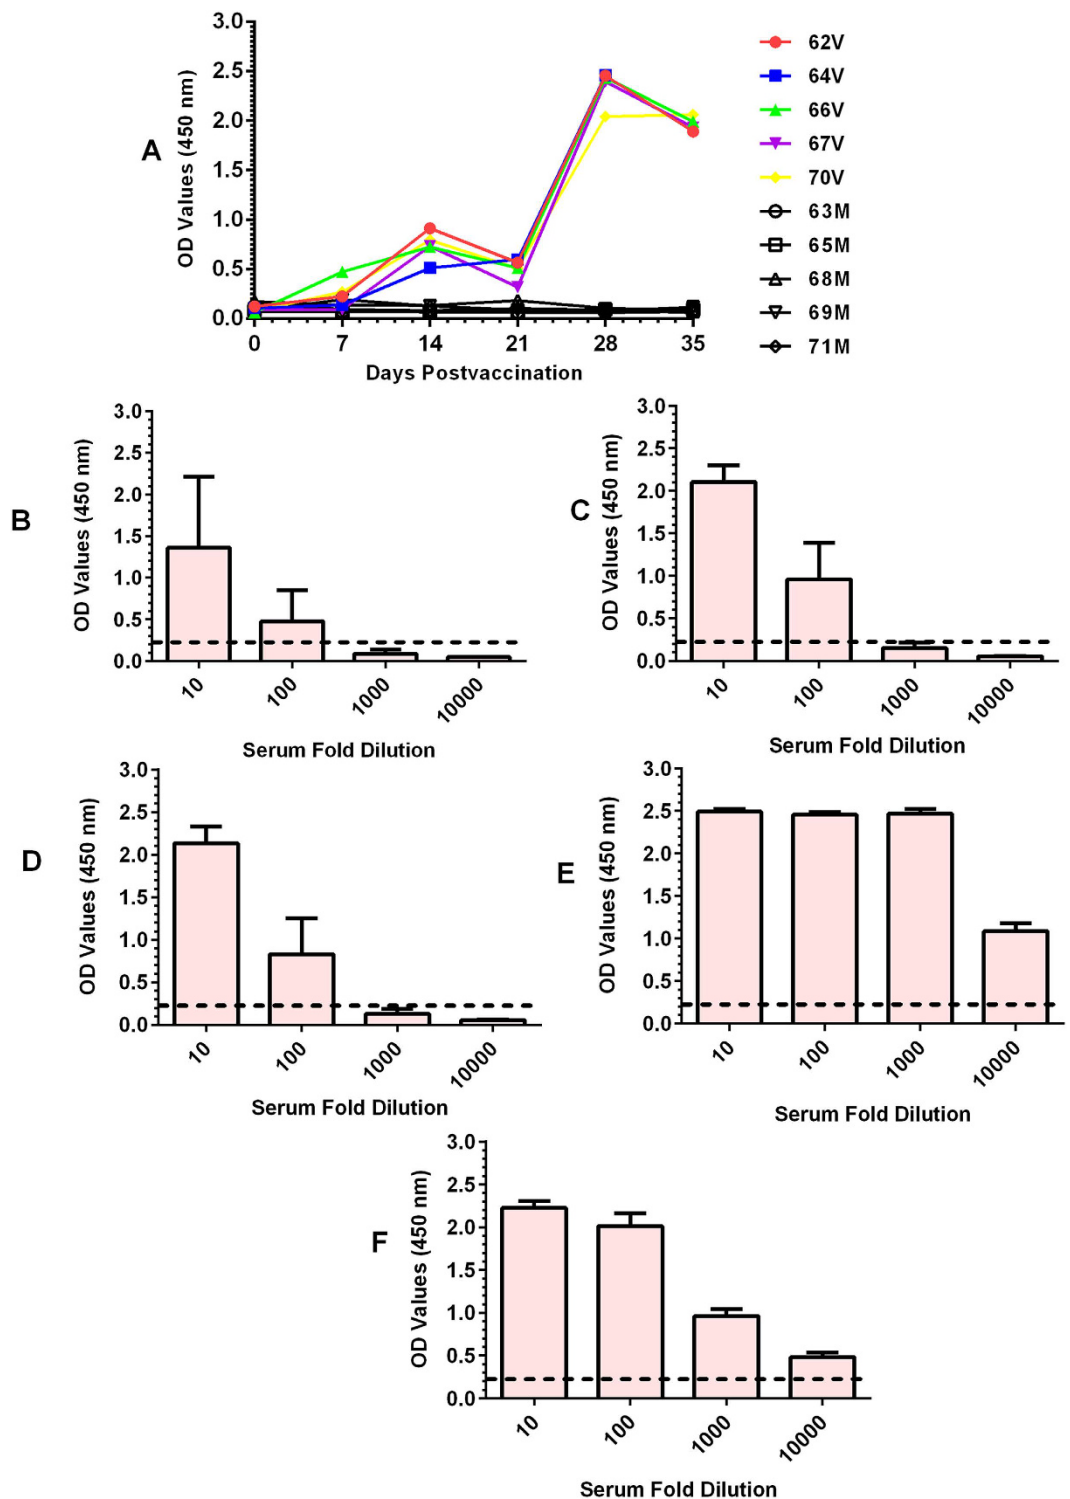 A
OD Values (450 nm)
3.0
2.5
2.0
1.5
1.0
0.5
0.0
0 7 14 21 28 35
Days Postvaccination
62V
64V
66V
67V
70V
63M
65M
68M
69M
71M
B
OD Values (450 nm)
3.0
2.5
2.0
1.5
1.0
0.5
0.0
10 100 1000 10000
Serum Fold Dilution
C
OD Values (450 nm)
3.0
2.5
2.0
1.5
1.0
0.5
0.0
10 100 1000 10000
Serum Fold Dilution
D
OD Values (450 nm)
3.0
2.5
2.0
1.5
1.0
0.5
0.0
10 100 1000 10000
Serum Fold Dilution
E
OD Values (450 nm)
3.0
2.5
2.0
1.5
1.0
0.5
0.0
10 100 1000 10000
Serum Fold Dilution
F
OD Values (450 nm)
3.0
2.5
2.0
1.5
1.0
0.5
0.0
10 100 1000 10000
Serum Fold Dilution